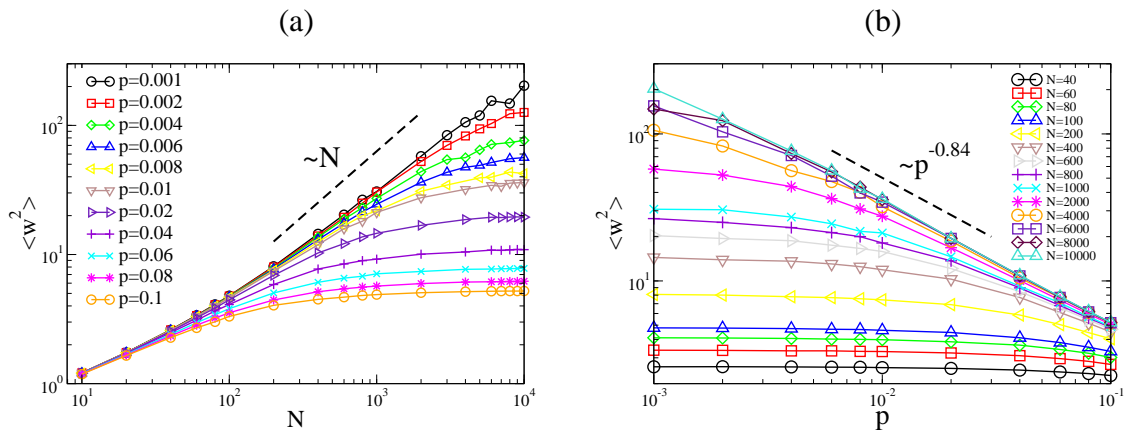 (a)
p=0.001
p=0.002
p=0.004
p=0.006
p=0.008
p=0.01
p=0.02
p=0.04
p=0.06
p=0.08
p=0.1
~N
<w²>
10²
10¹
10⁰
10¹
10²
10³
10⁴
N
(b)
N=40
N=60
N=80
N=100
N=200
N=400
N=600
N=800
N=1000
N=2000
N=4000
N=6000
N=8000
N=10000
~p^-0.84
<w²>
10²
10¹
10⁻³
10⁻²
10⁻¹
p